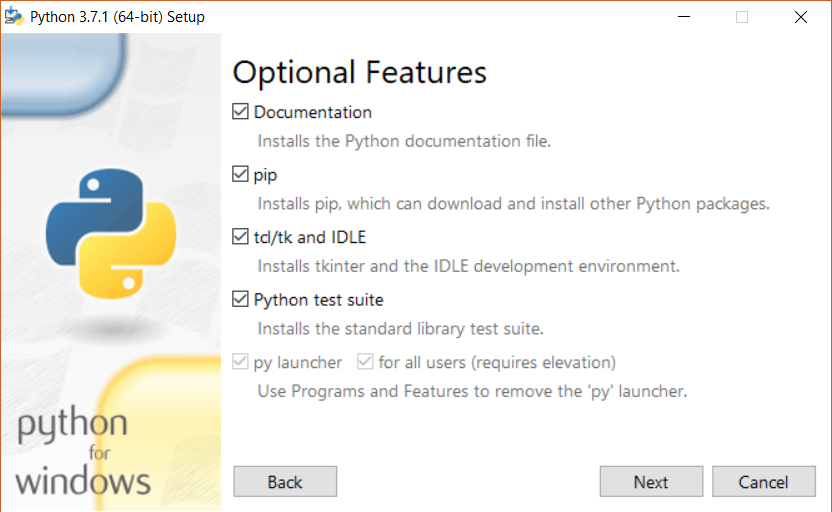 Python 3.7.1 (64-bit) Setup
Optional Features
Documentation
Installs the Python documentation file.
pip
Installs pip, which can download and install other Python packages.
tcl/tk and IDLE
Installs tkinter and the IDLE development environment.
Python test suite
Installs the standard library test suite.
py launcher for all users (requires elevation)
Use Programs and Features to remove the 'py' launcher.
python
for
windows
Back Next Cancel